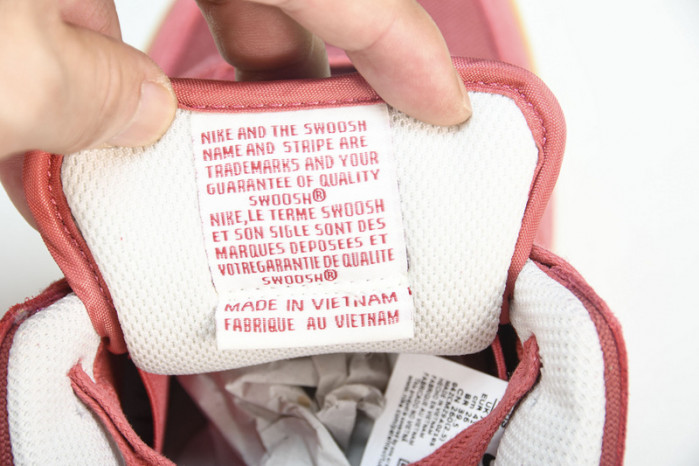 NIKE AND THE SWOOSH
NAME AND STRIPE ARE
TRADEMARKS AND YOUR
GUARANTEE OF QUALITY
SWOOSH®
NIKE,LE TERME SWOOSH
ET SON SIGLE SONT DES
MARQUES DEPOSEES ET
VOTREGARANTIE DE QUALITE
SWOOSH®
MADE IN VIETNAM
FABRIQUE AU VIETNAM